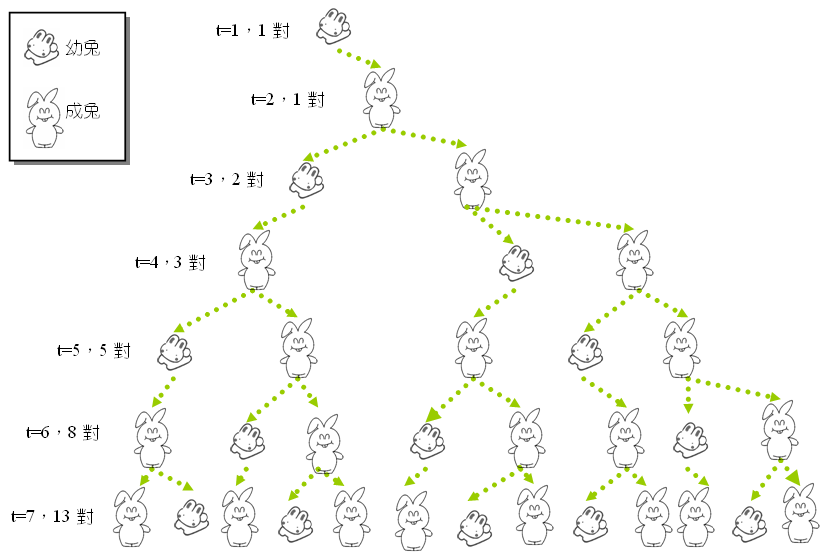 幼兔
成兔
t=1，1 對
t=2，1 對
t=3，2 對
t=4，3 對
t=5，5 對
t=6，8 對
t=7，13 對